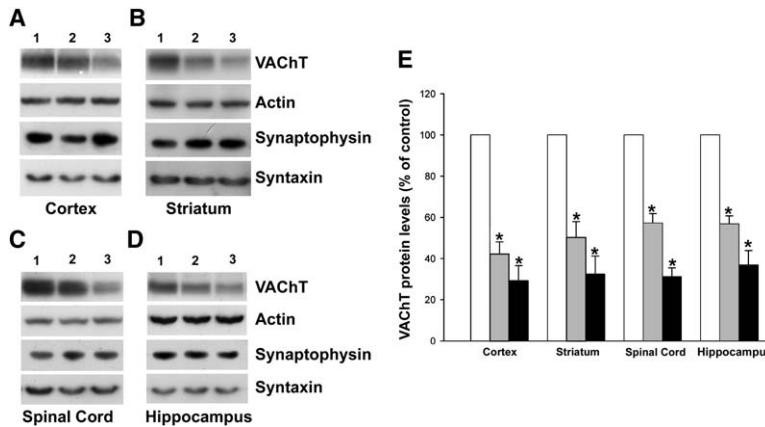 A
1 2 3
VAChT
Actin
Synaptophysin
Syntaxin
Cortex
B
1 2 3
Striatum
C
1 2 3
VAChT
Actin
Synaptophysin
Syntaxin
Spinal Cord
D
1 2 3
Hippocampus
E
VAChT protein levels (% of control)
120
100
80
60
40
20
0
* * * * * * * *
Cortex Striatum Spinal Cord Hippocampus